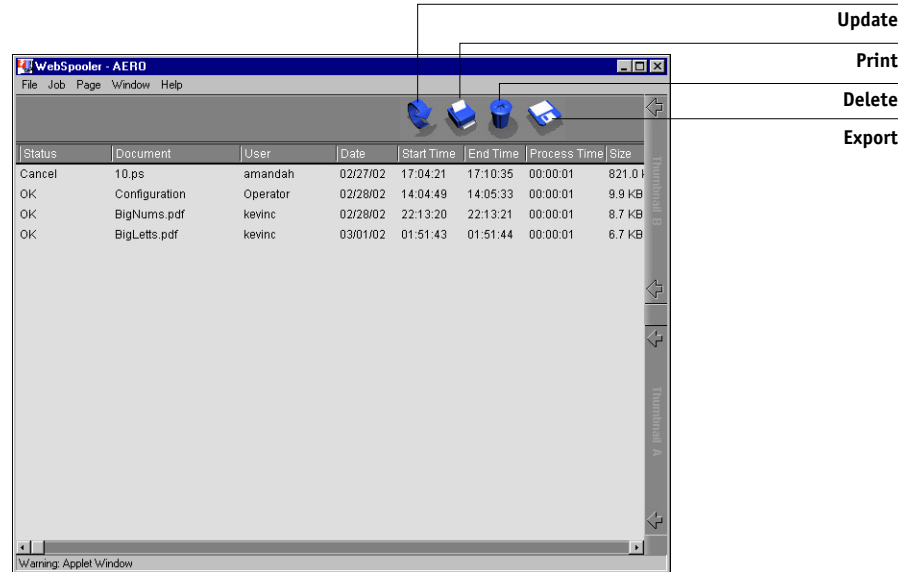 Update
Print
Delete
Export
WebSpooler - AERO
File Job Page Window Help
Status Document User Date Start Time End Time Process Time Size
Cancel 10.ps amandah 02/27/02 17:04:21 17:10:35 00:00:01 821.0
OK Configuration Operator 02/28/02 14:04:49 14:05:33 00:00:01 9.9 KB
OK BigNums.pdf kevinc 02/28/02 22:13:20 22:13:21 00:00:01 8.7 KB
OK BigLetts.pdf kevinc 03/01/02 01:51:43 01:51:44 00:00:01 6.7 KB
Thumbnail B
Thumbnail A
Warning: Applet Window